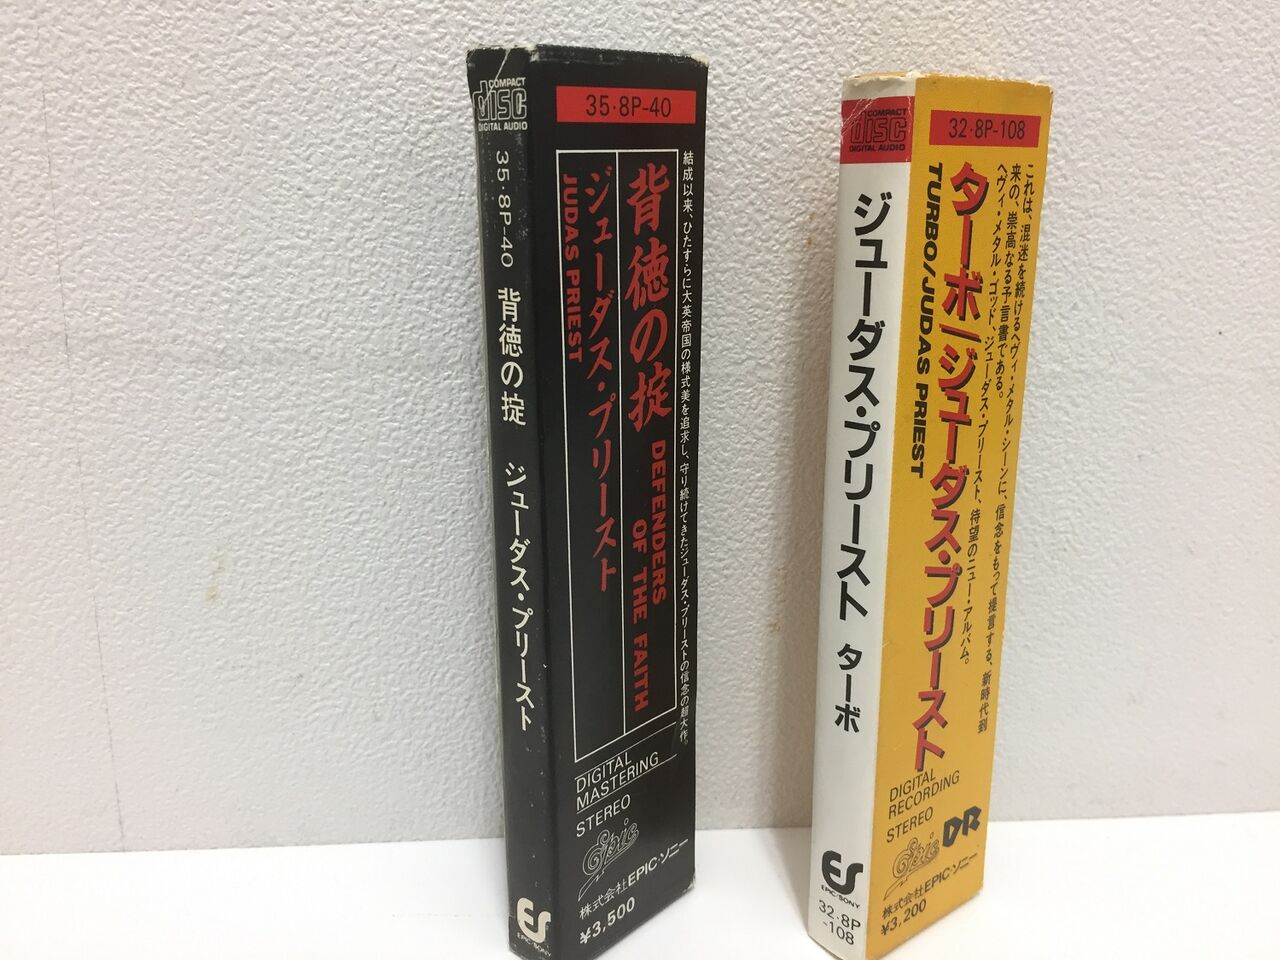 COMPACT
disc
DIGITAL AUDIO
35・8P-40 背徳の掟 ジューダス・プリースト
ES
EPIC/SONY
35・8P-40
結成以来、ひたすらに大英帝国の様式美を追求し、守り続けてきたジューダス・プリーストの信念の超大作。
背徳の掟 DEFENDERS OF THE FAITH
ジューダス・プリースト
JUDAS PRIEST
DIGITAL
MASTERING
STEREO
Epic
株式会社EPIC・ソニー
¥3,500
COMPACT
disc
DIGITAL AUDIO
ジューダス・プリースト ターボ
ES
EPIC/SONY
32・8P
-108
32・8P-108
これは、混迷を続けるヘヴィ・メタル・シーンに、信念をもって提言する、新時代到
来の、崇高なる予言書である。
ヘヴィ・メタル・ゴッド、ジューダス・プリースト、待望のニュー・アルバム。
ターボ/ジューダス・プリースト
TURBO/JUDAS PRIEST
DIGITAL
RECORDING
STEREO
Epic
DR
株式会社EPIC・ソニー
¥3,200